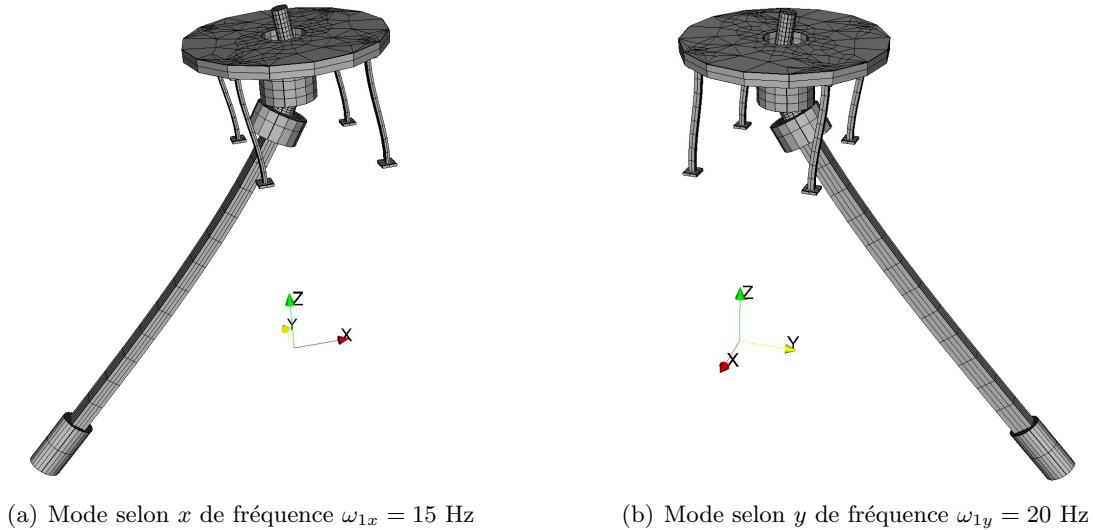 Z
Y
X
Z
Y
X
(a) Mode selon x de fréquence ω1x = 15 Hz
(b) Mode selon y de fréquence ω1y = 20 Hz